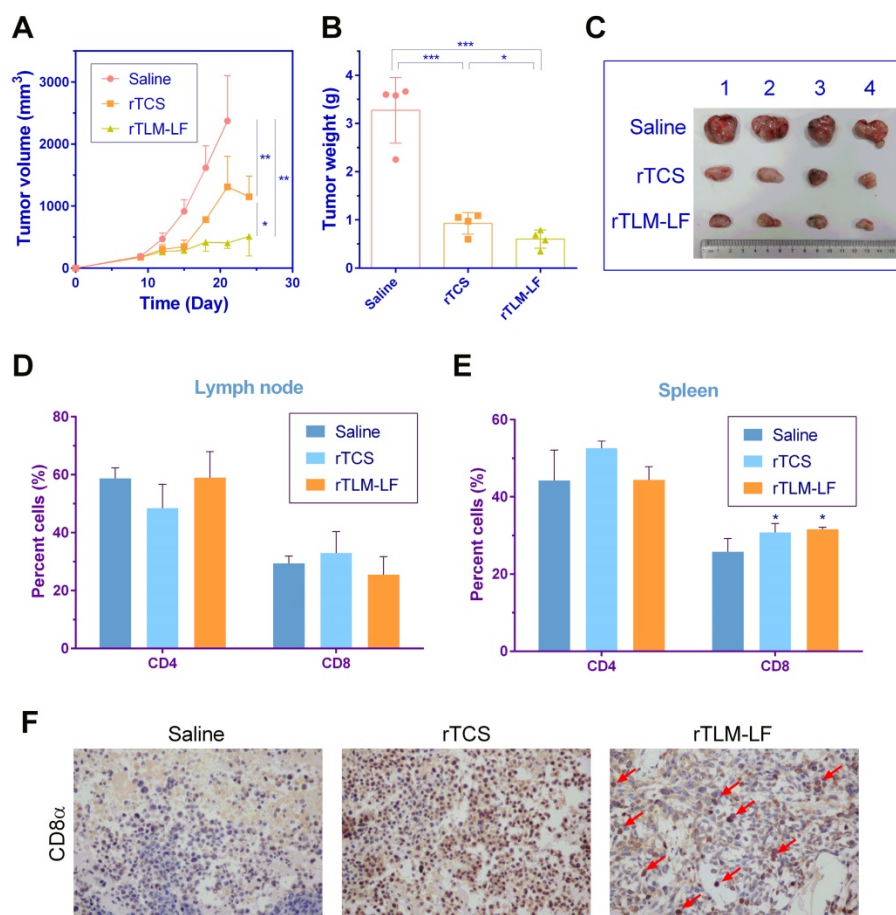 A
Tumor volume (mm³)
3000
2000
1000
500
0
0
10
20
30
Time (Day)
Saline
rTCS
rTLM-LF
**
**
*
B
Tumor weight (g)
4
3
2
1
0
***
***
*
Saline
rTCS
rTLM-LF
C
1 2 3 4
Saline
rTCS
rTLM-LF
D
Lymph node
Percent cells (%)
80
60
40
20
0
Saline
rTCS
rTLM-LF
CD4
CD8
E
Spleen
Percent cells (%)
60
40
20
0
Saline
rTCS
rTLM-LF
* *
CD4
CD8
F
Saline
rTCS
rTLM-LF
CD8α